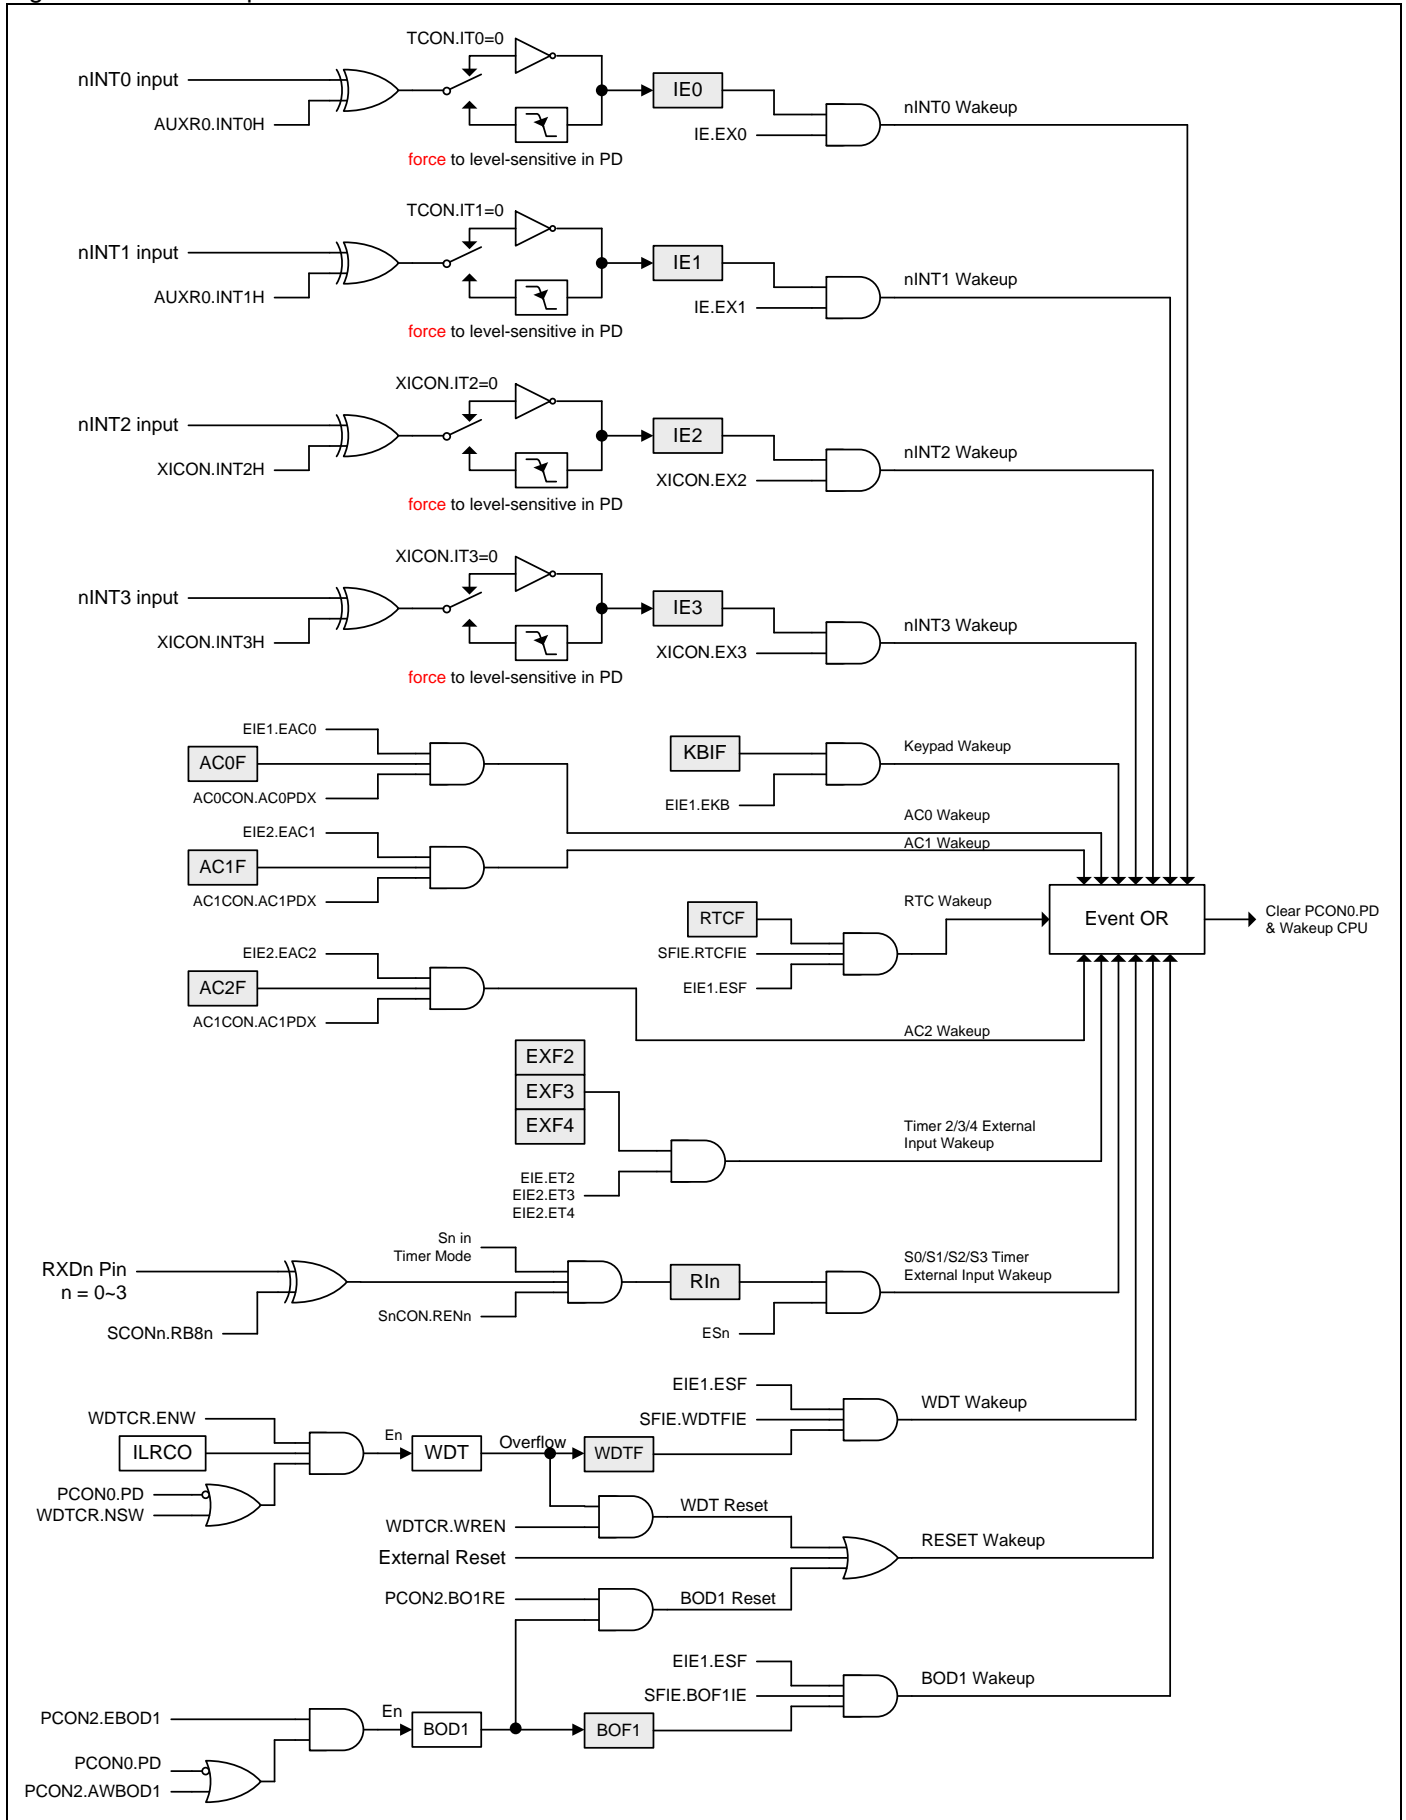 TCON.IT0=0
nINT0 input
IE0
nINT0 Wakeup
AUXR0.INT0H
IE.EX0
force to level-sensitive in PD
TCON.IT1=0
nINT1 input
IE1
nINT1 Wakeup
AUXR0.INT1H
IE.EX1
force to level-sensitive in PD
XICON.IT2=0
nINT2 input
IE2
nINT2 Wakeup
XICON.INT2H
XICON.EX2
force to level-sensitive in PD
XICON.IT3=0
nINT3 input
IE3
nINT3 Wakeup
XICON.INT3H
XICON.EX3
force to level-sensitive in PD
EIE1.EAC0
AC0F
AC0CON.AC0PDX
KBIF
Keypad Wakeup
EIE1.EKB
AC0 Wakeup
EIE2.EAC1
AC1F
AC1CON.AC1PDX
AC1 Wakeup
RTCF
RTC Wakeup
SFIE.RTCFIE
EIE1.ESF
Event OR
Clear PCON0.PD
& Wakeup CPU
EIE2.EAC2
AC2F
AC1CON.AC1PDX
AC2 Wakeup
EXF2
EXF3
EXF4
Timer 2/3/4 External
Input Wakeup
EIE.ET2
EIE2.ET3
EIE2.ET4
Sn in
Timer Mode
RXDn Pin
n = 0~3
SCONn.RB8n
SnCON.RENn
RIn
ESn
S0/S1/S2/S3 Timer
External Input Wakeup
EIE1.ESF
SFIE.WDTFIE
WDT Wakeup
WDTCR.ENW
ILRCO
En
WDT
Overflow
WDTF
PCON0.PD
WDTCR.NSW
WDTCR.WREN
WDT Reset
External Reset
RESET Wakeup
PCON2.BO1RE
BOD1 Reset
EIE1.ESF
SFIE.BOF1IE
BOD1 Wakeup
PCON2.EBOD1
En
BOD1
BOF1
PCON0.PD
PCON2.AWBOD1